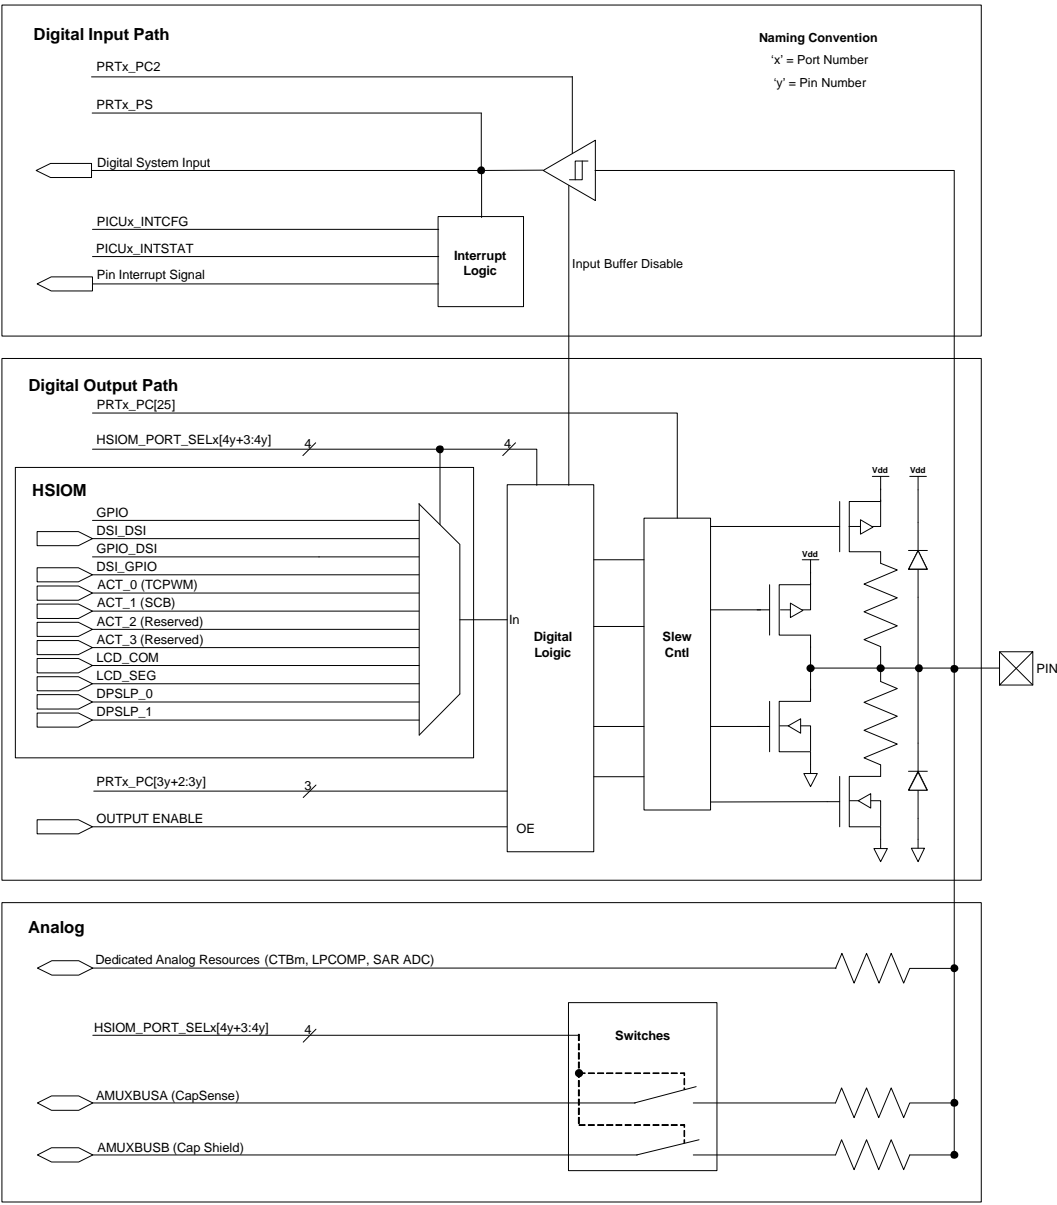 Digital Input Path
Naming Convention
'x' = Port Number
'y' = Pin Number
PRTx_PC2
PRTx_PS
Digital System Input
PICUx_INTCFG
PICUx_INTSTAT
Pin Interrupt Signal
Interrupt
Logic
Input Buffer Disable
Digital Output Path
PRTx_PC[25]
HSIOM_PORT_SELx[4y+3:4y]
4
4
HSIOM
GPIO
DSI_DSI
GPIO_DSI
DSI_GPIO
ACT_0 (TCPWM)
ACT_1 (SCB)
ACT_2 (Reserved)
ACT_3 (Reserved)
LCD_COM
LCD_SEG
DPSLP_0
DPSLP_1
In
Digital
Loigic
Slew
Cntl
Vdd
Vdd
Vdd
PIN
PRTx_PC[3y+2:3y]
3
OUTPUT ENABLE
OE
Analog
Dedicated Analog Resources (CTBm, LPCOMP, SAR ADC)
HSIOM_PORT_SELx[4y+3:4y]
4
Switches
AMUXBUSA (CapSense)
AMUXBUSB (Cap Shield)